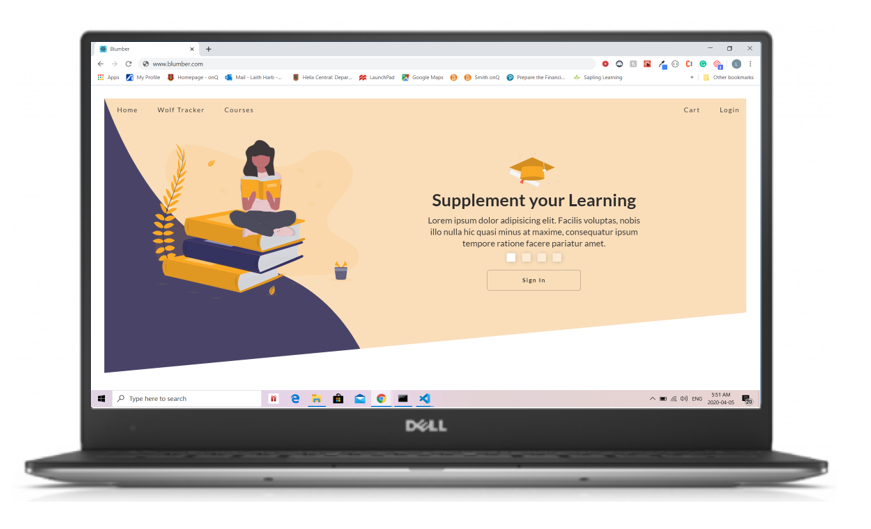 Blumber
www.blumber.com
Apps My Profile Homepage - onQ Mail - Laith Harb -... Helix Central: Depar... LaunchPad Google Maps Smith onQ Prepare the Financi... Sapling Learning Other bookmarks
Home Wolf Tracker Courses Cart Login
Supplement your Learning
Lorem ipsum dolor adipisicing elit. Facilis voluptas, nobis
illo nulla hic quasi minus at maxime, consequatur ipsum
tempore ratione facere pariatur amet.
Sign In
Type here to search
ENG
5:51 AM
2020-04-05
20
DELL